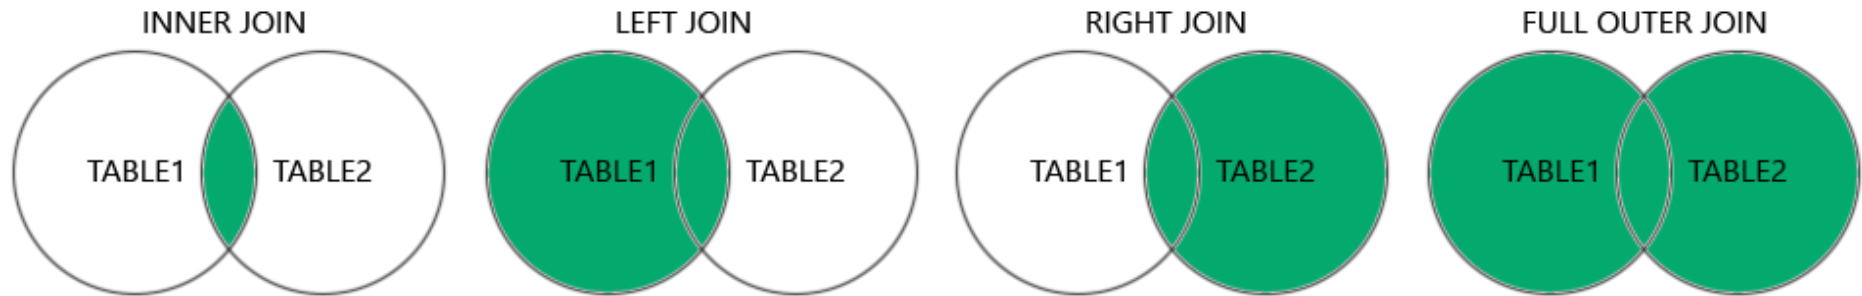 INNER JOIN
TABLE1 TABLE2
LEFT JOIN
TABLE1 TABLE2
RIGHT JOIN
TABLE1 TABLE2
FULL OUTER JOIN
TABLE1 TABLE2